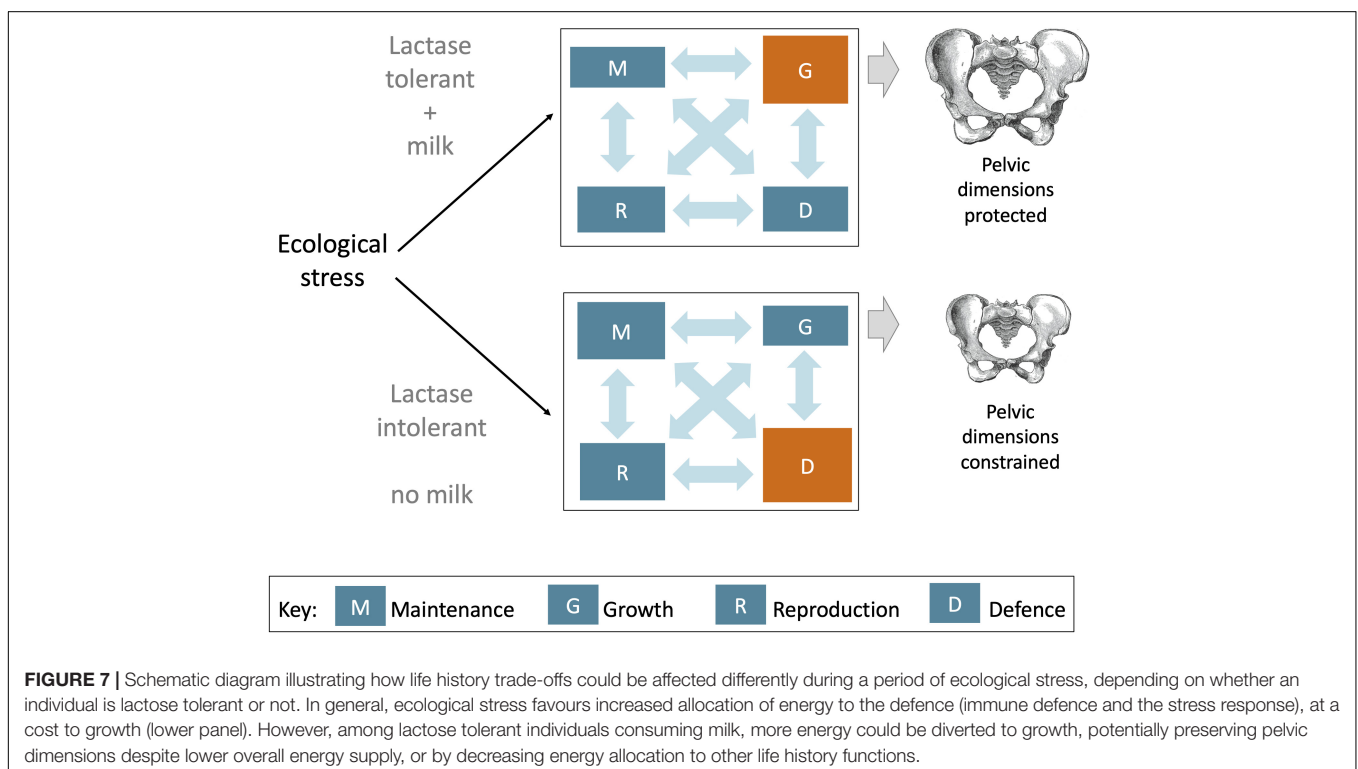 Lactase
tolerant
+
milk
M
G
R
D
Pelvic
dimensions
protected
Ecological
stress
M
G
R
D
Lactase
intolerant
no milk
Pelvic
dimensions
constrained
Key: M Maintenance G Growth R Reproduction D Defence
FIGURE 7 | Schematic diagram illustrating how life history trade-offs could be affected differently during a period of ecological stress, depending on whether an
individual is lactose tolerant or not. In general, ecological stress favours increased allocation of energy to the defence (immune defence and the stress response), at a
cost to growth (lower panel). However, among lactose tolerant individuals consuming milk, more energy could be diverted to growth, potentially preserving pelvic
dimensions despite lower overall energy supply, or by decreasing energy allocation to other life history functions.